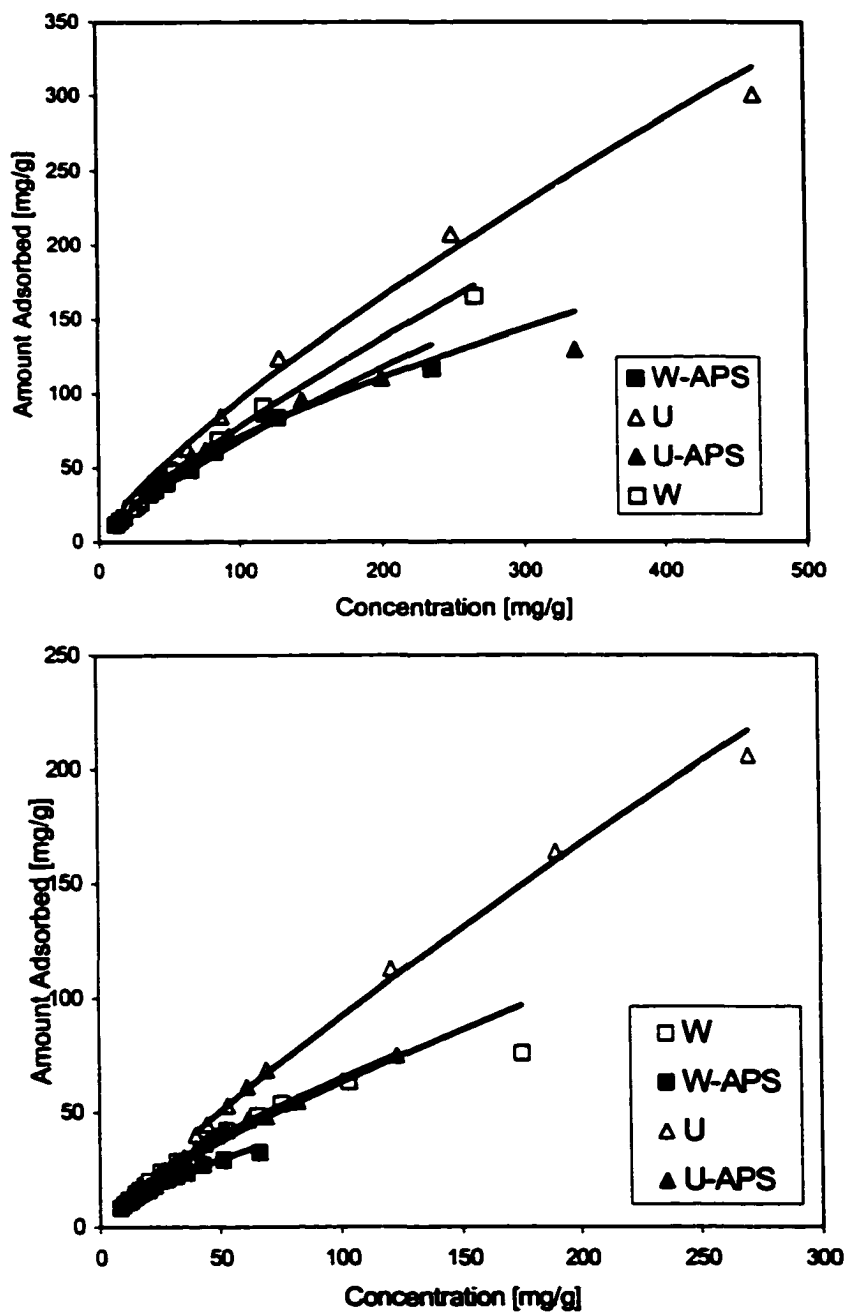 350
300
250
200
150
100
50
0
Amount Adsorbed [mg/g]
W-APS
U
U-APS
W
0 100 200 300 400 500
Concentration [mg/g]
250
200
150
100
50
0
Amount Adsorbed [mg/g]
W
W-APS
U
U-APS
0 50 100 150 200 250 300
Concentration [mg/g]